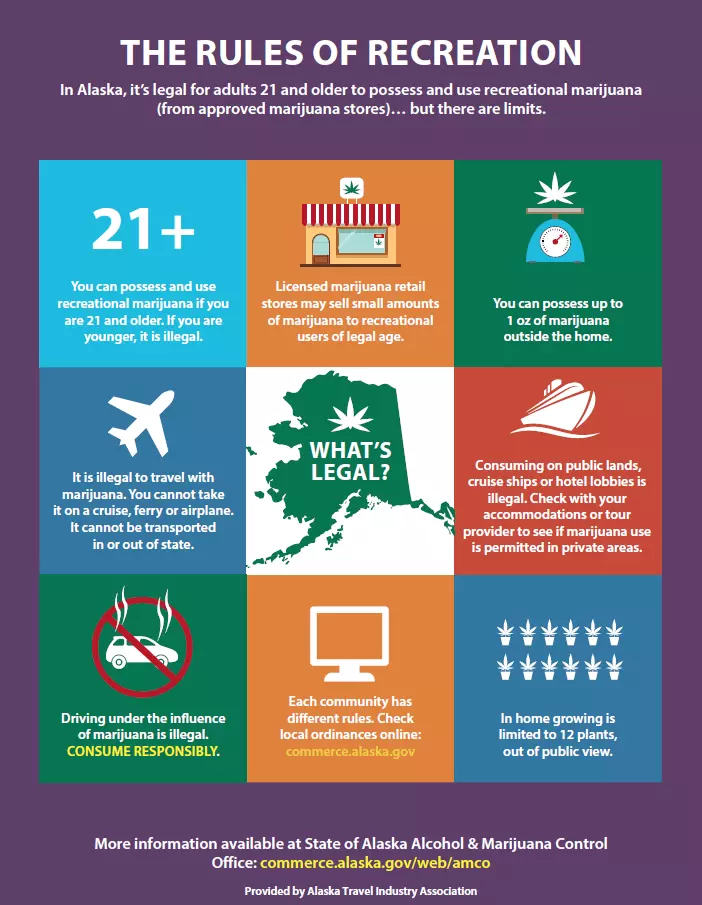 THE RULES OF RECREATION
In Alaska, it's legal for adults 21 and older to possess and use recreational marijuana
(from approved marijuana stores)… but there are limits.
21+
You can possess and use
recreational marijuana if you
are 21 and older. If you are
younger, it is illegal.
Licensed marijuana retail
stores may sell small amounts
of marijuana to recreational
users of legal age.
You can possess up to
1 oz of marijuana
outside the home.
It is illegal to travel with
marijuana. You cannot take
it on a cruise, ferry or airplane.
It cannot be transported
in or out of state.
WHAT'S
LEGAL?
Consuming on public lands,
cruise ships or hotel lobbies is
illegal. Check with your
accommodations or tour
provider to see if marijuana use
is permitted in private areas.
Driving under the influence
of marijuana is illegal.
CONSUME RESPONSIBLY.
Each community has
different rules. Check
local ordinances online:
commerce.alaska.gov
In home growing is
limited to 12 plants,
out of public view.
More information available at State of Alaska Alcohol & Marijuana Control
Office: commerce.alaska.gov/web/amco
Provided by Alaska Travel Industry Association